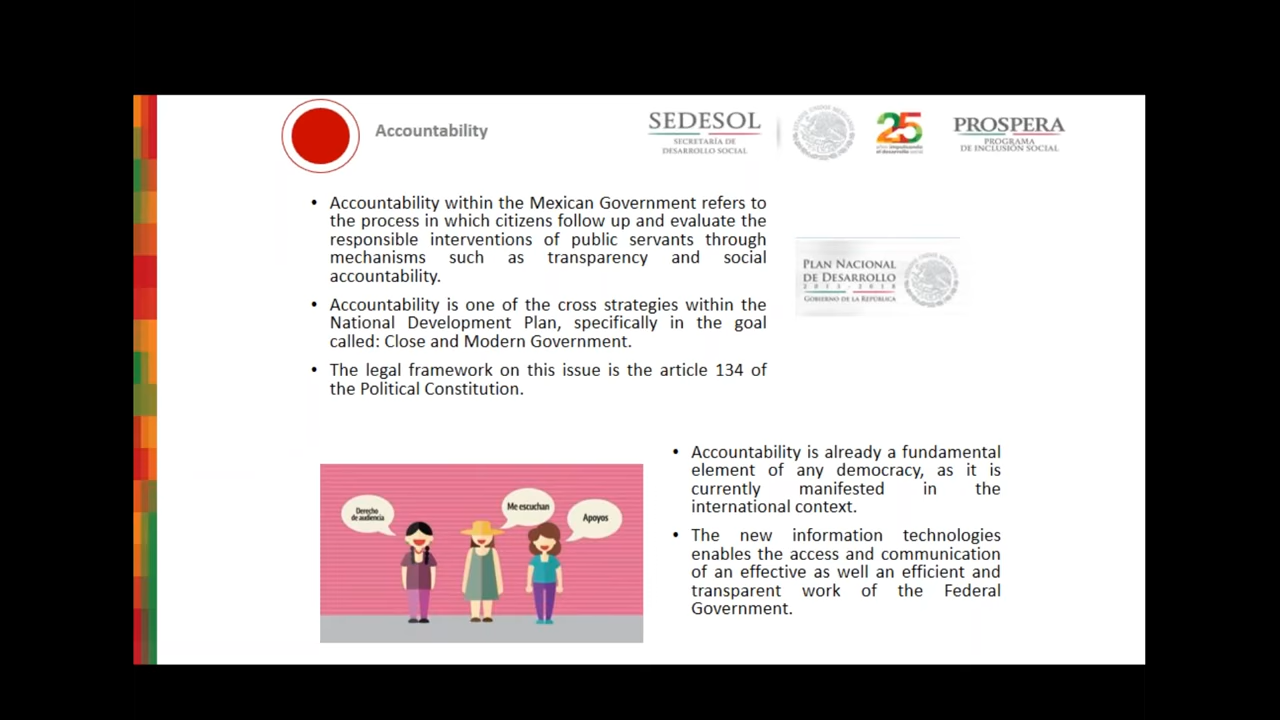 Accountability
SEDESOL
SECRETARÍA DE
DESARROLLO SOCIAL
25
PROSPERA
PROGRAMA
DE INCLUSIÓN SOCIAL
• Accountability within the Mexican Government refers to
the process in which citizens follow up and evaluate the
responsible interventions of public servants through
mechanisms such as transparency and social
accountability.
• Accountability is one of the cross strategies within the
National Development Plan, specifically in the goal
called: Close and Modern Government.
• The legal framework on this issue is the article 134 of
the Political Constitution.
PLAN NACIONAL
DE DESARROLLO
2013-2018
GOBIERNO DE LA REPÚBLICA
Derecho
de audiencia
Me escuchan
Apoyos
• Accountability is already a fundamental
element of any democracy, as it is
currently manifested in the
international context.
• The new information technologies
enables the access and communication
of an effective as well an efficient and
transparent work of the Federal
Government.